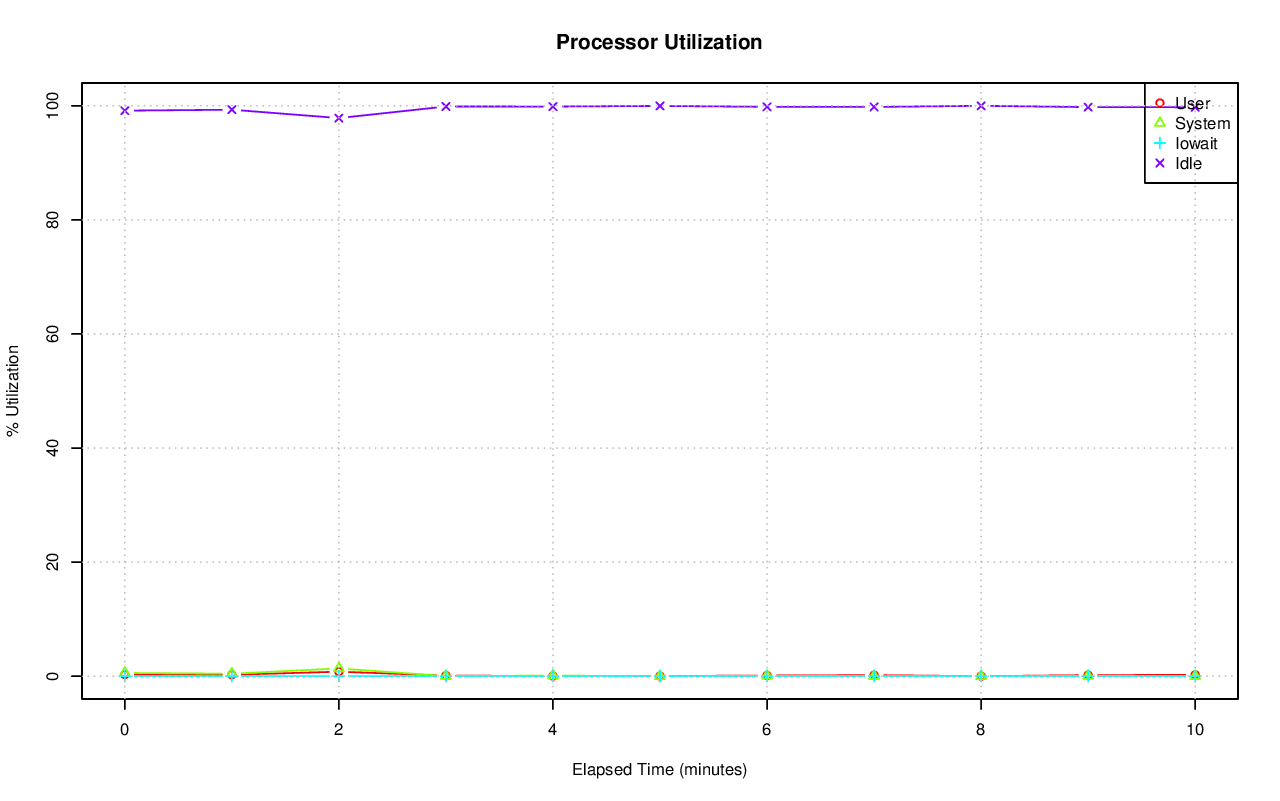 Processor Utilization
100
80
60
40
20
0
% Utilization
User
System
Iowait
Idle
0 2 4 6 8 10
Elapsed Time (minutes)